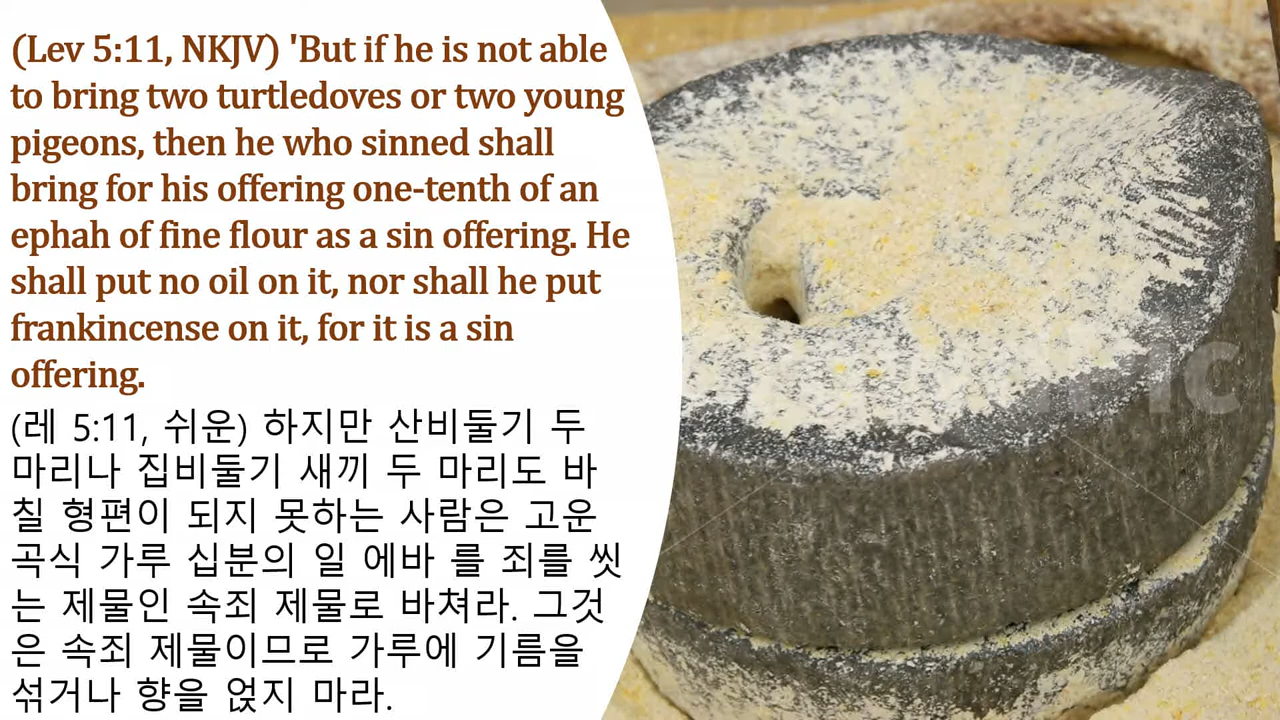 (Lev 5:11, NKJV) 'But if he is not able
to bring two turtledoves or two young
pigeons, then he who sinned shall
bring for his offering one-tenth of an
ephah of fine flour as a sin offering. He
shall put no oil on it, nor shall he put
frankincense on it, for it is a sin
offering.
(레 5:11, 쉬운) 하지만 산비둘기 두
마리나 집비둘기 새끼 두 마리도 바
칠 형편이 되지 못하는 사람은 고운
곡식 가루 십분의 일 에바 를 죄를 씻
는 제물인 속죄 제물로 바쳐라. 그것
은 속죄 제물이므로 가루에 기름을
섞거나 향을 얹지 마라.